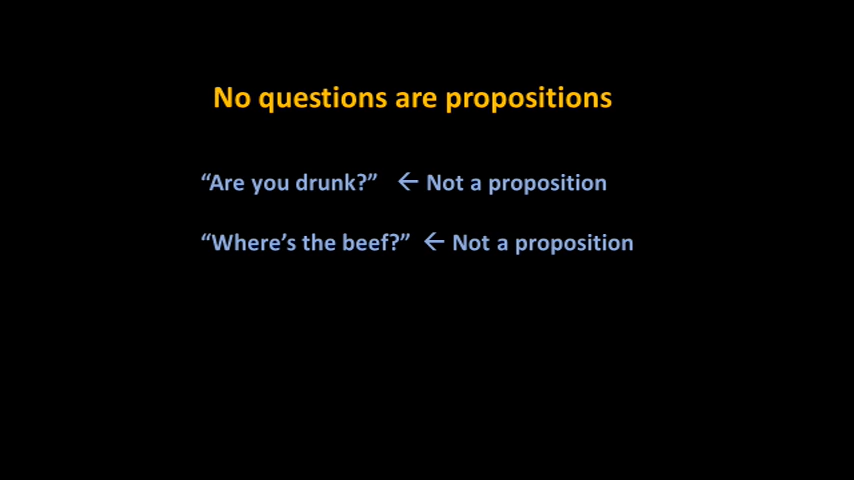 No questions are propositions
“Are you drunk?” ← Not a proposition
“Where’s the beef?” ← Not a proposition